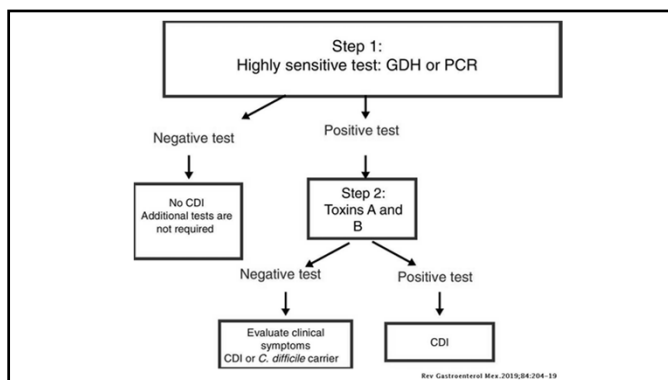 Step 1:
Highly sensitive test: GDH or PCR
Negative test
Positive test
No CDI
Additional tests are
not required
Step 2:
Toxins A and
B
Negative test
Positive test
Evaluate clinical
symptoms
CDI or C. difficile carrier
CDI
Rev Gastroenterol Mex.2019;84:204-19